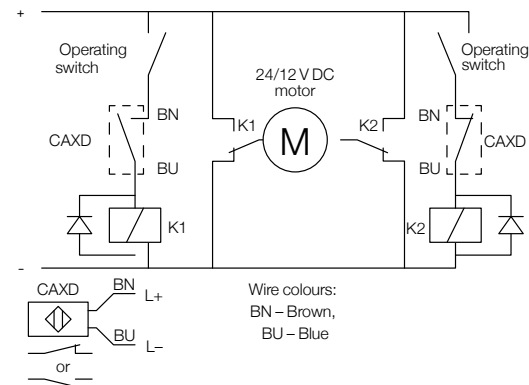 +
Operating
switch
Operating
switch
24/12 V DC
motor
BN
K1
K2
BN
CAXD
M
CAXD
BU
BU
K1
K2
-
CAXD
BN
L+
BU
L–
or
Wire colours:
BN – Brown,
BU – Blue